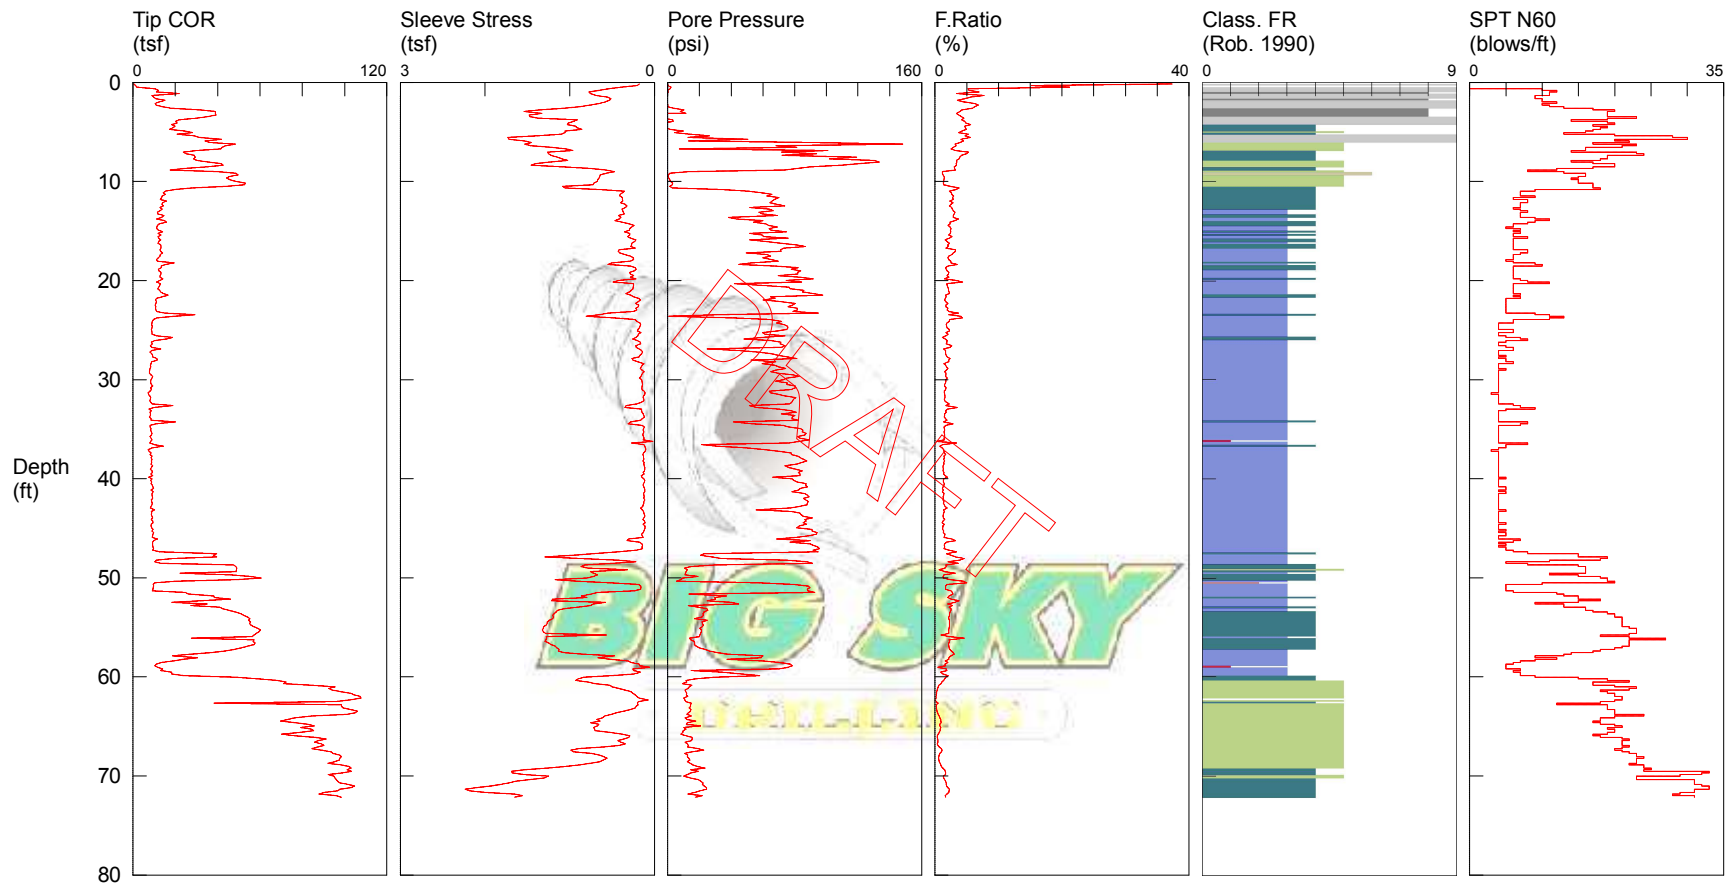 Tip COR
(tsf)
Sleeve Stress
(tsf)
Pore Pressure
(psi)
F.Ratio
(%)
Class. FR
(Rob. 1990)
SPT N60
(blows/ft)
0 120
3 0
0 160
0 40
0 9
0 35
0
10
20
30
40
50
60
70
80
Depth
(ft)
DRAFT
BIG SKY
DRILLING